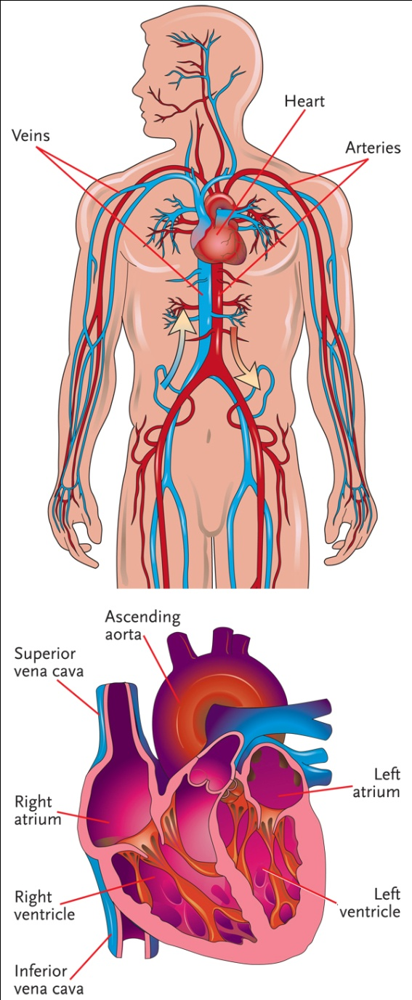 Heart
Veins
Arteries
Ascending
aorta
Superior
vena cava
Left
atrium
Right
atrium
Right
ventricle
Left
ventricle
Inferior
vena cava